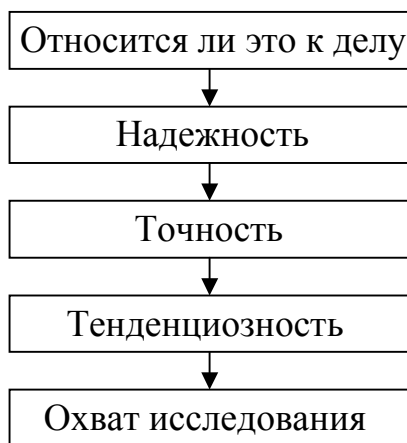 Относится ли это к делу
Надежность
Точность
Тенденциозность
Охват исследования